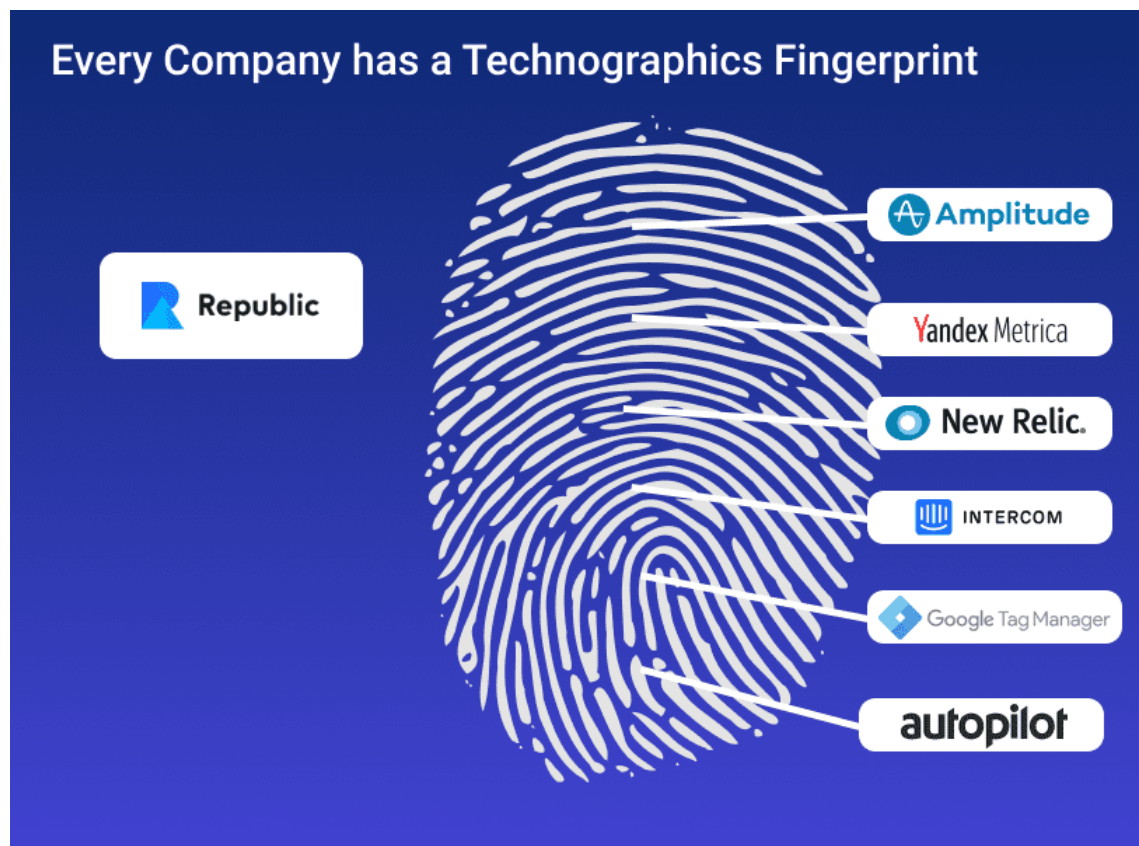 Every Company has a Technographics Fingerprint
Republic
Amplitude
Yandex Metrica
New Relic®
INTERCOM
Google Tag Manager
autopilot